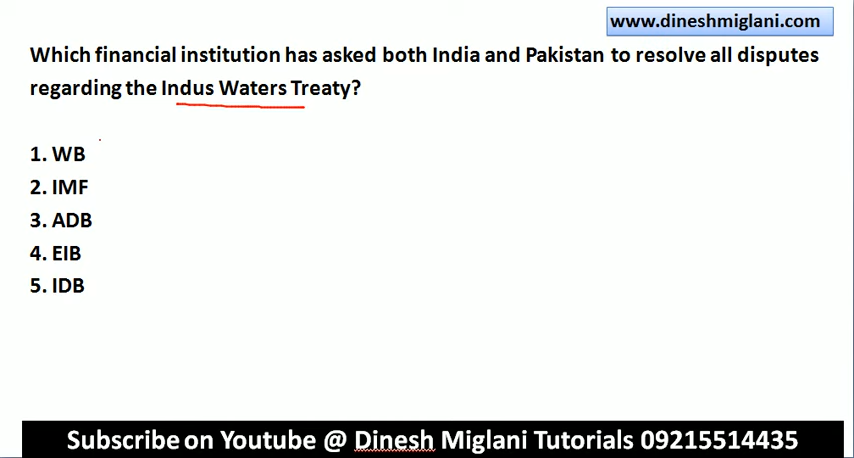 www.dineshmiglani.com
Which financial institution has asked both India and Pakistan to resolve all disputes
regarding the Indus Waters Treaty?
1. WB
2. IMF
3. ADB
4. EIB
5. IDB
Subscribe on Youtube @ Dinesh Miglani Tutorials 09215514435